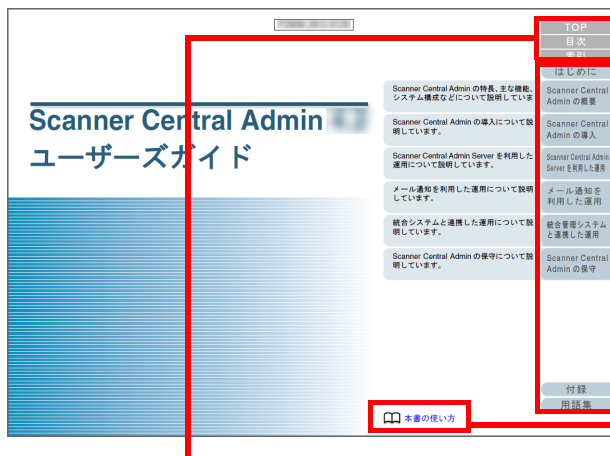 TOP
目次
索引
はじめに
Scanner Central Admin
ユーザーズガイド
Scanner Central Admin の特長、主な機能、
システム構成などについて説明していま
Scanner Central
Admin の概要
Scanner Central Admin の導入について説
明しています。
Scanner Central
Admin の導入
Scanner Central Admin Server を利用した
運用について説明しています。
Scanner Central Admin
Server を利用した運用
メール通知を利用した運用について説明
しています。
メール通知を
利用した運用
統合システムと連携した運用について説
明しています。
統合管理システム
と連携した運用
Scanner Central Admin の保守について説
明しています。
Scanner Central
Admin の保守
付録
用語集
本書の使い方